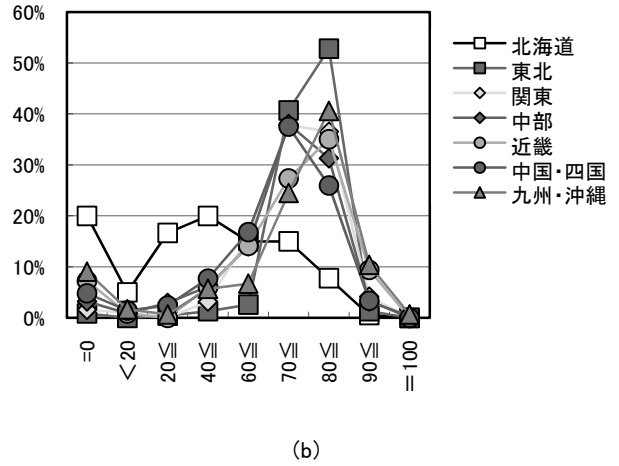 60%
50%
40%
30%
20%
10%
0%
=0
<20
20≦
40≦
60≦
70≦
80≦
90≦
=100
北海道
東北
関東
中部
近畿
中国・四国
九州・沖縄
(b)